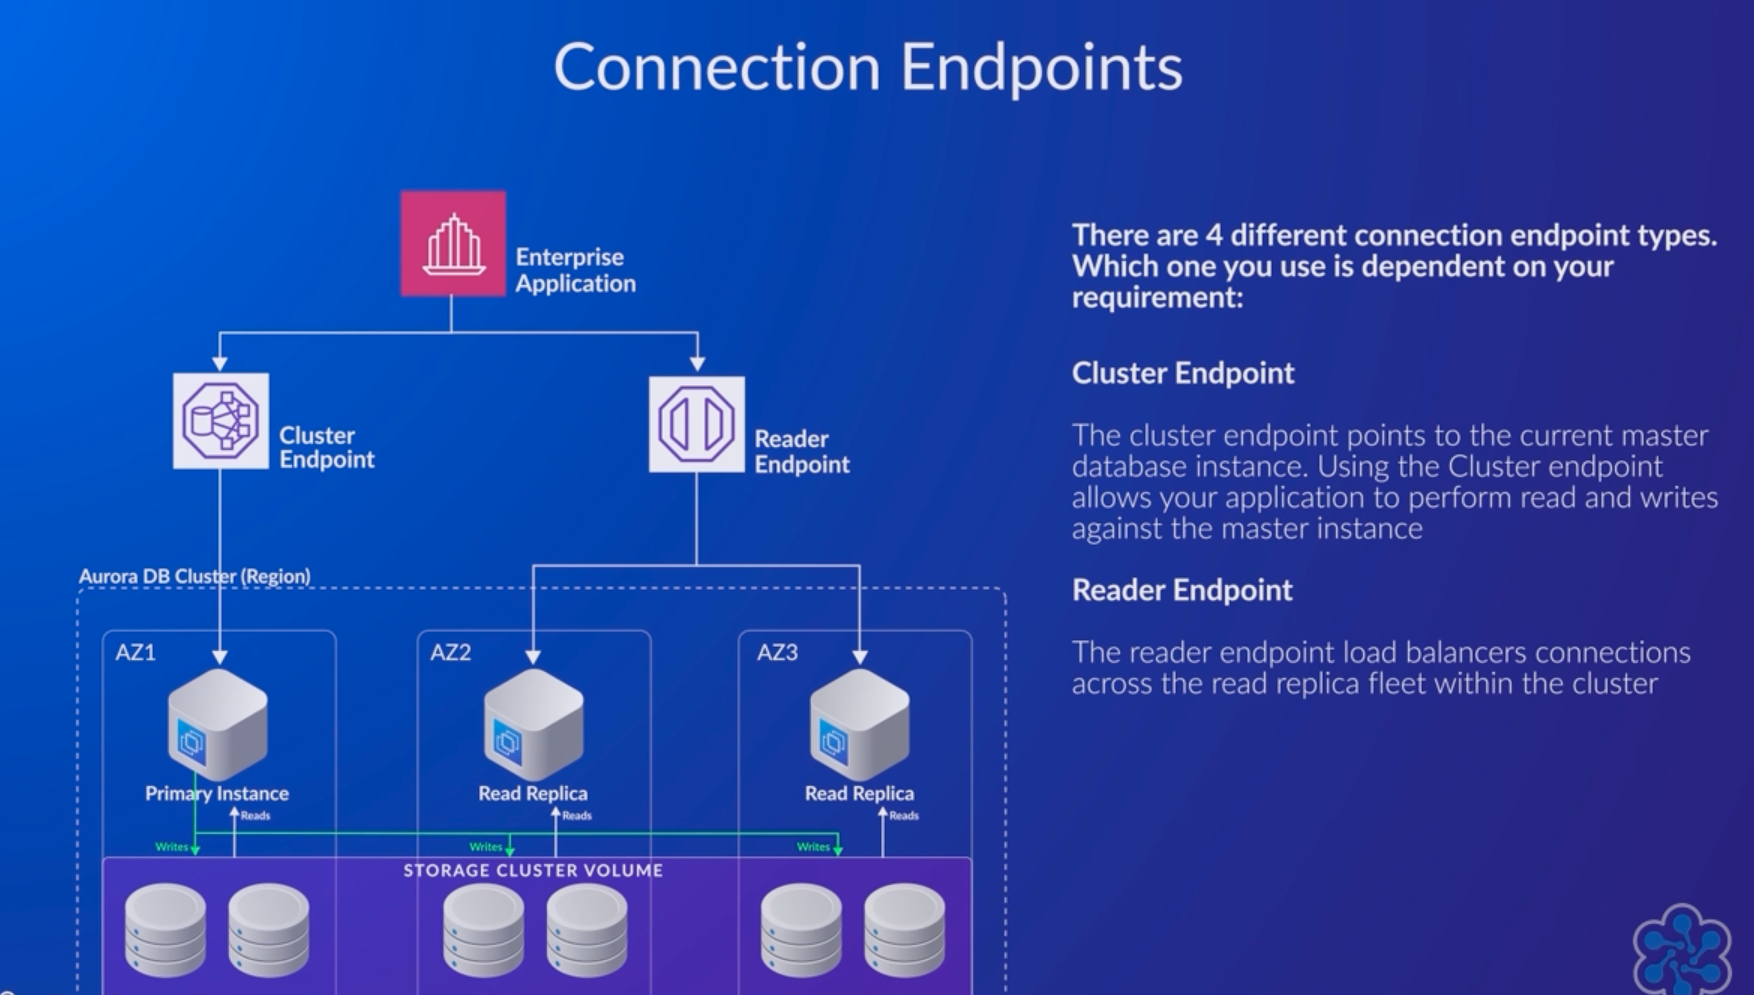 Connection Endpoints
Enterprise
Application
Cluster
Endpoint
Reader
Endpoint
Aurora DB Cluster (Region)
AZ1
AZ2
AZ3
Primary Instance
Read Replica
Read Replica
Reads
Reads
Reads
Writes
Writes
Writes
STORAGE CLUSTER VOLUME
There are 4 different connection endpoint types.
Which one you use is dependent on your
requirement:
Cluster Endpoint
The cluster endpoint points to the current master
database instance. Using the Cluster endpoint
allows your application to perform read and writes
against the master instance
Reader Endpoint
The reader endpoint load balancers connections
across the read replica fleet within the cluster